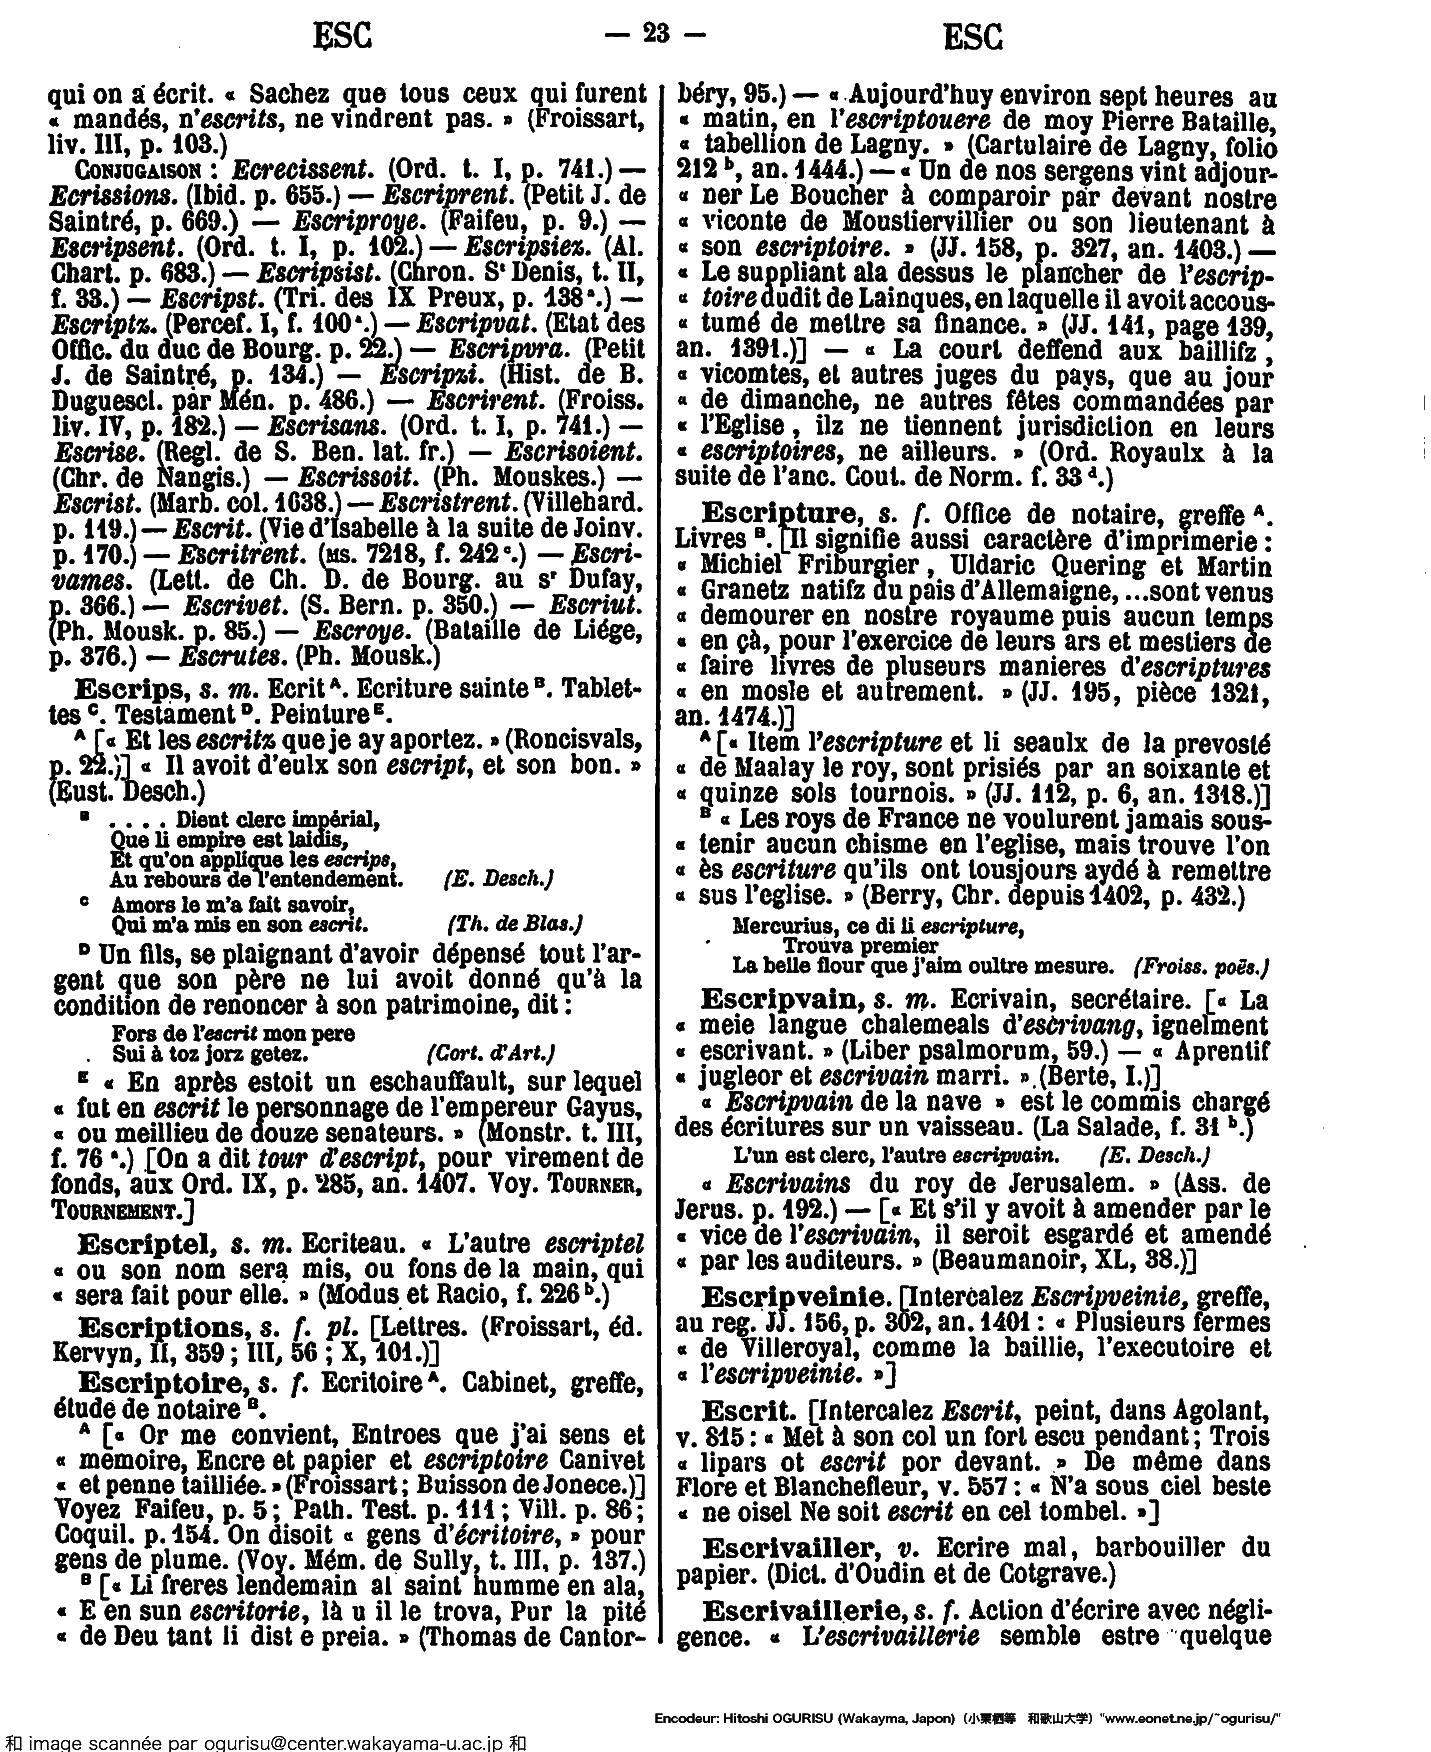 ESC — 23 — ESC
qui on a écrit. « Sachez que tous ceux qui furent
« mandés, n'escrits, ne vindrent pas. » (Froissart,
liv. III, p. 103.)
CONJUGAISON : Ecrecissent. (Ord. t. I, p. 741.) —
Ecrissions. (Ibid. p. 655.) — Escriprent. (Petit J. de
Saintré, p. 669.) — Escriproye. (Faifeu, p. 9.) —
Escripsent. (Ord. t. I, p. 102.) — Escripsiez. (Al.
Chart. p. 683.) — Escripsist. (Chron. St Denis, t. II,
f. 33.) — Escripst. (Tri. des IX Preux, p. 138 a.) —
Escriptz. (Percef. I, f. 100 a.) — Escripvat. (Etat des
Offic. du duc de Bourg. p. 22.) — Escripvra. (Petit
J. de Saintré, p. 134.) — Escripzi. (Hist. de B.
Duguescl. par Mén. p. 486.) — Escrirent. (Froiss.
liv. IV, p. 182.) — Escrisans. (Ord. t. I, p. 741.) —
Escrise. (Regl. de S. Ben. lat. fr.) — Escrisoient.
(Chr. de Nangis.) — Escrissoit. (Ph. Mouskes.) —
Escrist. (Marb. col. 1638.) — Escristrent. (Villehard.
p. 119.) — Escrit. (Vie d'Isabelle à la suite de Joinv.
p. 170.) — Escritrent. (MS. 7218, f. 242 c.) — Escri-
vames. (Lett. de Ch. D. de Bourg. au sr Dufay,
p. 366.) — Escrivet. (S. Bern. p. 350.) — Escriut.
(Ph. Mousk. p. 85.) — Escroye. (Bataille de Liége,
p. 376.) — Escrutes. (Ph. Mousk.)
Escrips, s. m. Ecrit A. Ecriture sainte B. Tablet-
tes C. Testament D. Peinture E.
A [« Et les escritz que je ay aportez. » (Roncisvals,
p. 22.)] « Il avoit d'eulx son escript, et son bon. »
(Eust. Desch.)
B . . . . Dient clerc impérial,
Que li empire est laidis,
Et qu'on applique les escrips,
Au rebours de l'entendement. (E. Desch.)
C Amors le m'a fait savoir,
Qui m'a mis en son escrit. (Th. de Blas.)
D Un fils, se plaignant d'avoir dépensé tout l'ar-
gent que son père ne lui avoit donné qu'à la
condition de renoncer à son patrimoine, dit :
Fors de l'escrit mon pere
Sui à toz jorz getez. (Cort. d'Art.)
E « En après estoit un eschauffault, sur lequel
« fut en escrit le personnage de l'empereur Gayus,
« ou meillieu de douze senateurs. » (Monstr. t. III,
f. 76 a.) [On a dit tour d'escript, pour virement de
fonds, aux Ord. IX, p. 285, an. 1407. Voy. TOURNER,
TOURNEMENT.]
Escriptel, s. m. Ecriteau. « L'autre escriptel
« ou son nom sera mis, ou fons de la main, qui
« sera fait pour elle. » (Modus et Racio, f. 226 b.)
Escriptions, s. f. pl. [Lettres. (Froissart, éd.
Kervyn, II, 359 ; III, 56 ; X, 101.)]
Escriptoire, s. f. Ecritoire A. Cabinet, greffe,
étude de notaire B.
A [« Or me convient, Entroes que j'ai sens et
« memoire, Encre et papier et escriptoire Canivet
« et penne tailliée. » (Froissart ; Buisson de Jonece.)]
Voyez Faifeu, p. 5 ; Path. Test. p. 111 ; Vill. p. 86 ;
Coquil. p. 154. On disoit « gens d'écritoire, » pour
gens de plume. (Voy. Mém. de Sully, t. III, p. 137.)
B [« Li freres lendemain al saint humme en ala,
« E en sun escritorie, là u il le trova, Pur la pité
« de Deu tant li dist e preia. » (Thomas de Cantor-
béry, 95.) — « Aujourd'huy environ sept heures au
« matin, en l'escriptouere de moy Pierre Bataille,
« tabellion de Lagny. » (Cartulaire de Lagny, folio
212 b, an. 1444.) — « Un de nos sergens vint adjour-
« ner Le Boucher à comparoir par devant nostre
« viconte de Moustiervillier ou son lieutenant à
« son escriptoire. » (JJ. 158, p. 327, an. 1403.) —
« Le suppliant ala dessus le plancher de l'escrip-
« toire dudit de Lainques, en laquelle il avoit accous-
« tumé de mettre sa finance. » (JJ. 141, page 139,
an. 1391.)] — « La court deffend aux baillifz,
« vicomtes, et autres juges du pays, que au jour
« de dimanche, ne autres fêtes commandées par
« l'Eglise, ilz ne tiennent jurisdiction en leurs
« escriptoires, ne ailleurs. » (Ord. Royaulx à la
suite de l'anc. Cout. de Norm. f. 33 d.)
Escripture, s. f. Office de notaire, greffe A.
Livres B. [Il signifie aussi caractère d'imprimerie :
« Michiel Friburgier, Uldaric Quering et Martin
« Granetz natifz du pais d'Allemaigne, ...sont venus
« demourer en nostre royaume puis aucun temps
« en çà, pour l'exercice de leurs ars et mestiers de
« faire livres de pluseurs manieres d'escriptures
« en mosle et autrement. » (JJ. 195, pièce 1321,
an. 1474.)]
A [« Item l'escripture et li seaulx de la prevosté
« de Maalay le roy, sont prisiés par an soixante et
« quinze sols tournois. » (JJ. 112, p. 6, an. 1318.)]
B « Les roys de France ne voulurent jamais sous-
« tenir aucun chisme en l'eglise, mais trouve l'on
« ès escriture qu'ils ont tousjours aydé à remettre
« sus l'eglise. » (Berry, Chr. depuis 1402, p. 432.)
Mercurius, ce di li escripture,
Trouva premier
La belle flour que j'aim oultre mesure. (Froiss. poës.)
Escripvain, s. m. Ecrivain, secrétaire. [« La
« meie langue chalemeals d'escrivang, ignelment
« escrivant. » (Liber psalmorum, 59.) — « Aprentif
« jugleor et escrivain marri. » (Berte, I.)]
« Escripvain de la nave » est le commis chargé
des écritures sur un vaisseau. (La Salade, f. 31 b.)
L'un est clerc, l'autre escripvain. (E. Desch.)
« Escrivains du roy de Jerusalem. » (Ass. de
Jerus. p. 192.) — [« Et s'il y avoit à amender par le
« vice de l'escrivain, il seroit esgardé et amendé
« par les auditeurs. » (Beaumanoir, XL, 38.)]
Escripveinie. [Intercalez Escripveinie, greffe,
au reg. JJ. 156, p. 302, an. 1401 : « Plusieurs fermes
« de Villeroyal, comme la baillie, l'executoire et
« l'escripveinie. »]
Escrit. [Intercalez Escrit, peint, dans Agolant,
v. 815 : « Met à son col un fort escu pendant ; Trois
« lipars ot escrit por devant. » De même dans
Flore et Blanchefleur, v. 557 : « N'a sous ciel beste
« ne oisel Ne soit escrit en cel tombel. »]
Escrivailler, v. Ecrire mal, barbouiller du
papier. (Dict. d'Oudin et de Cotgrave.)
Escrivaillerie, s. f. Action d'écrire avec négli-
gence. « L'escrivaillerie semble estre quelque
Encodeur: Hitoshi OGURISU (Wakayma, Japon) (小栗栖等 和歌山大学) "www.eonet.ne.jp/~ogurisu/"
和 image scannée par ogurisu@center.wakayama-u.ac.jp 和